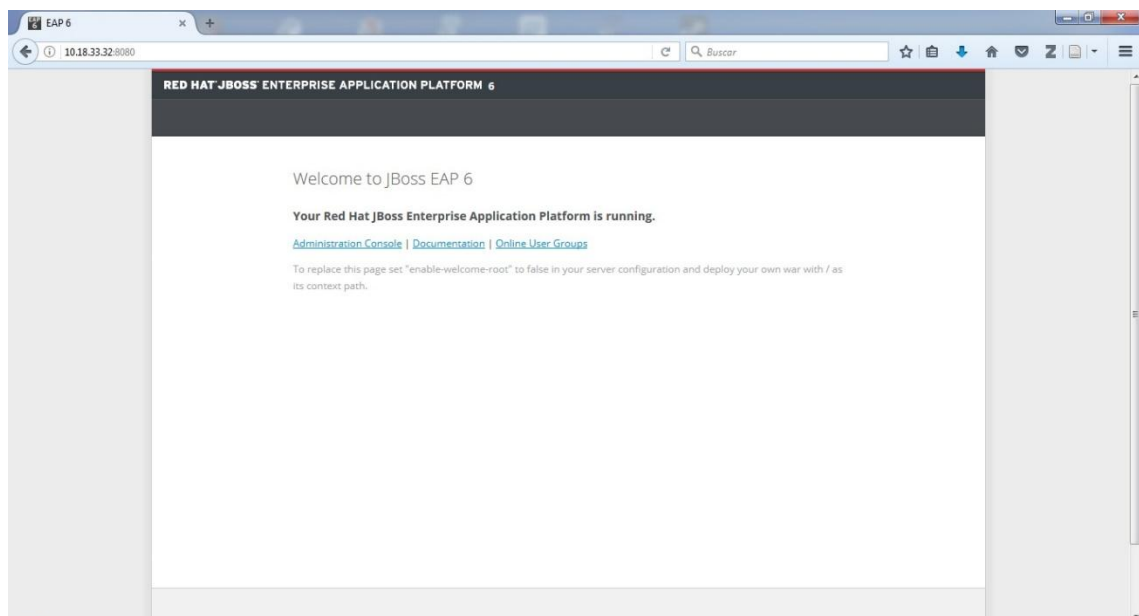 EAP 6
10.18.33.32:8080
Buscar
RED HAT JBOSS ENTERPRISE APPLICATION PLATFORM 6
Welcome to JBoss EAP 6
Your Red Hat JBoss Enterprise Application Platform is running.
Administration Console | Documentation | Online User Groups
To replace this page set "enable-welcome-root" to false in your server configuration and deploy your own war with / as
its context path.